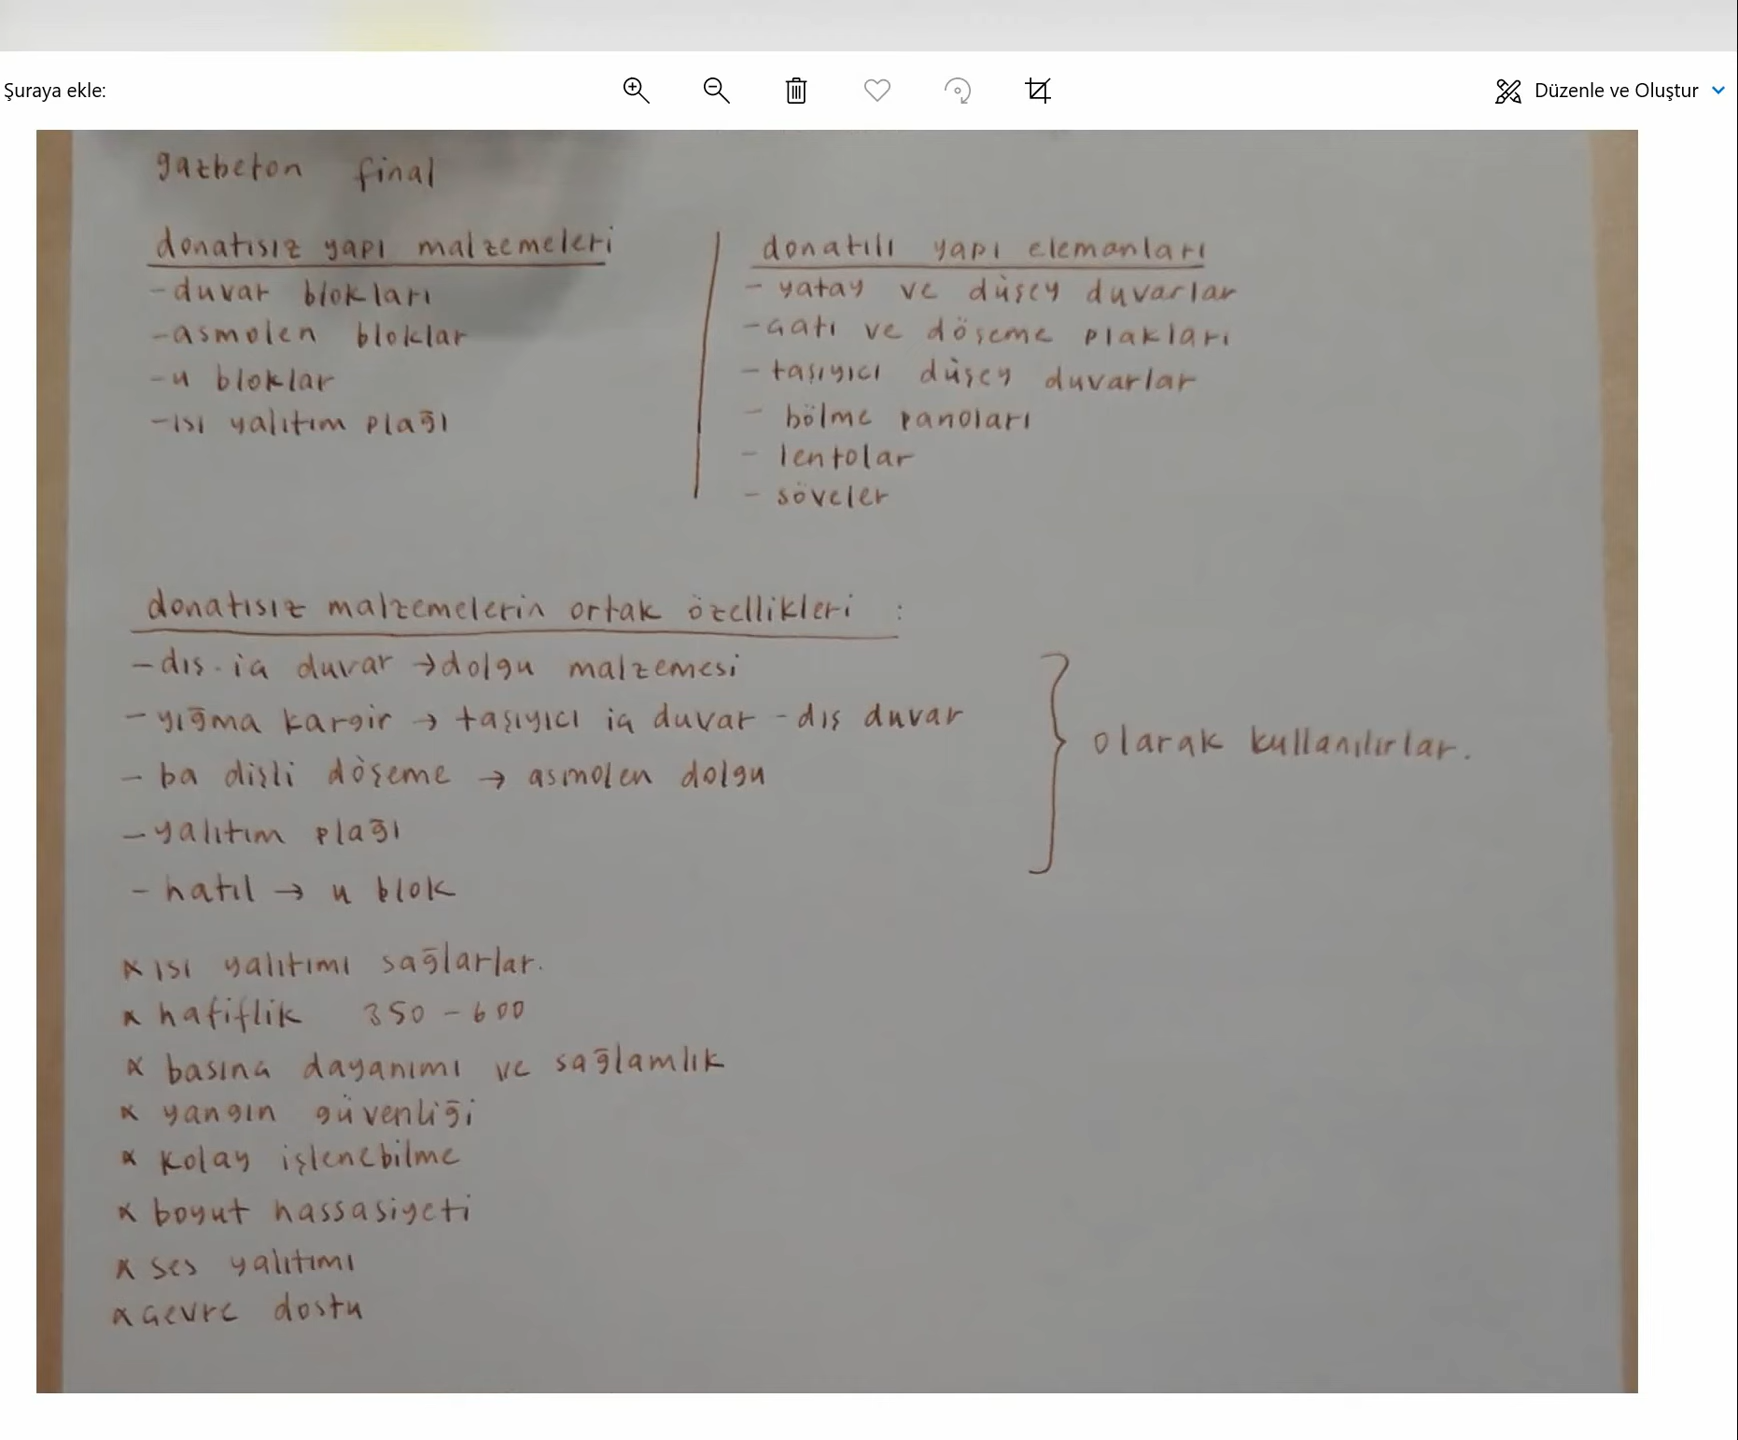 Şuraya ekle:
Düzenle ve Oluştur
gazbeton final
donatısız yapı malzemeleri
- duvar blokları
- asmolen bloklar
- u bloklar
- ısı yalıtım plağı
donatılı yapı elemanları
- yatay ve düşey duvarlar
- çatı ve döşeme plakları
- taşıyıcı düşey duvarlar
- bölme panoları
- lentolar
- söveler
donatısız malzemelerin ortak özellikleri :
- dış. iç duvar → dolgu malzemesi
- yığma kargir → taşıyıcı iç duvar - dış duvar
- ba dişli döşeme → asmolen dolgu
- yalıtım plağı
- hatıl → u blok
} olarak kullanılırlar.
x ısı yalıtımı sağlarlar.
x hafiflik 350 - 600
x basınç dayanımı ve sağlamlık
x yangın güvenliği
x kolay işlenebilme
x boyut hassasiyeti
x ses yalıtımı
x çevre dostu